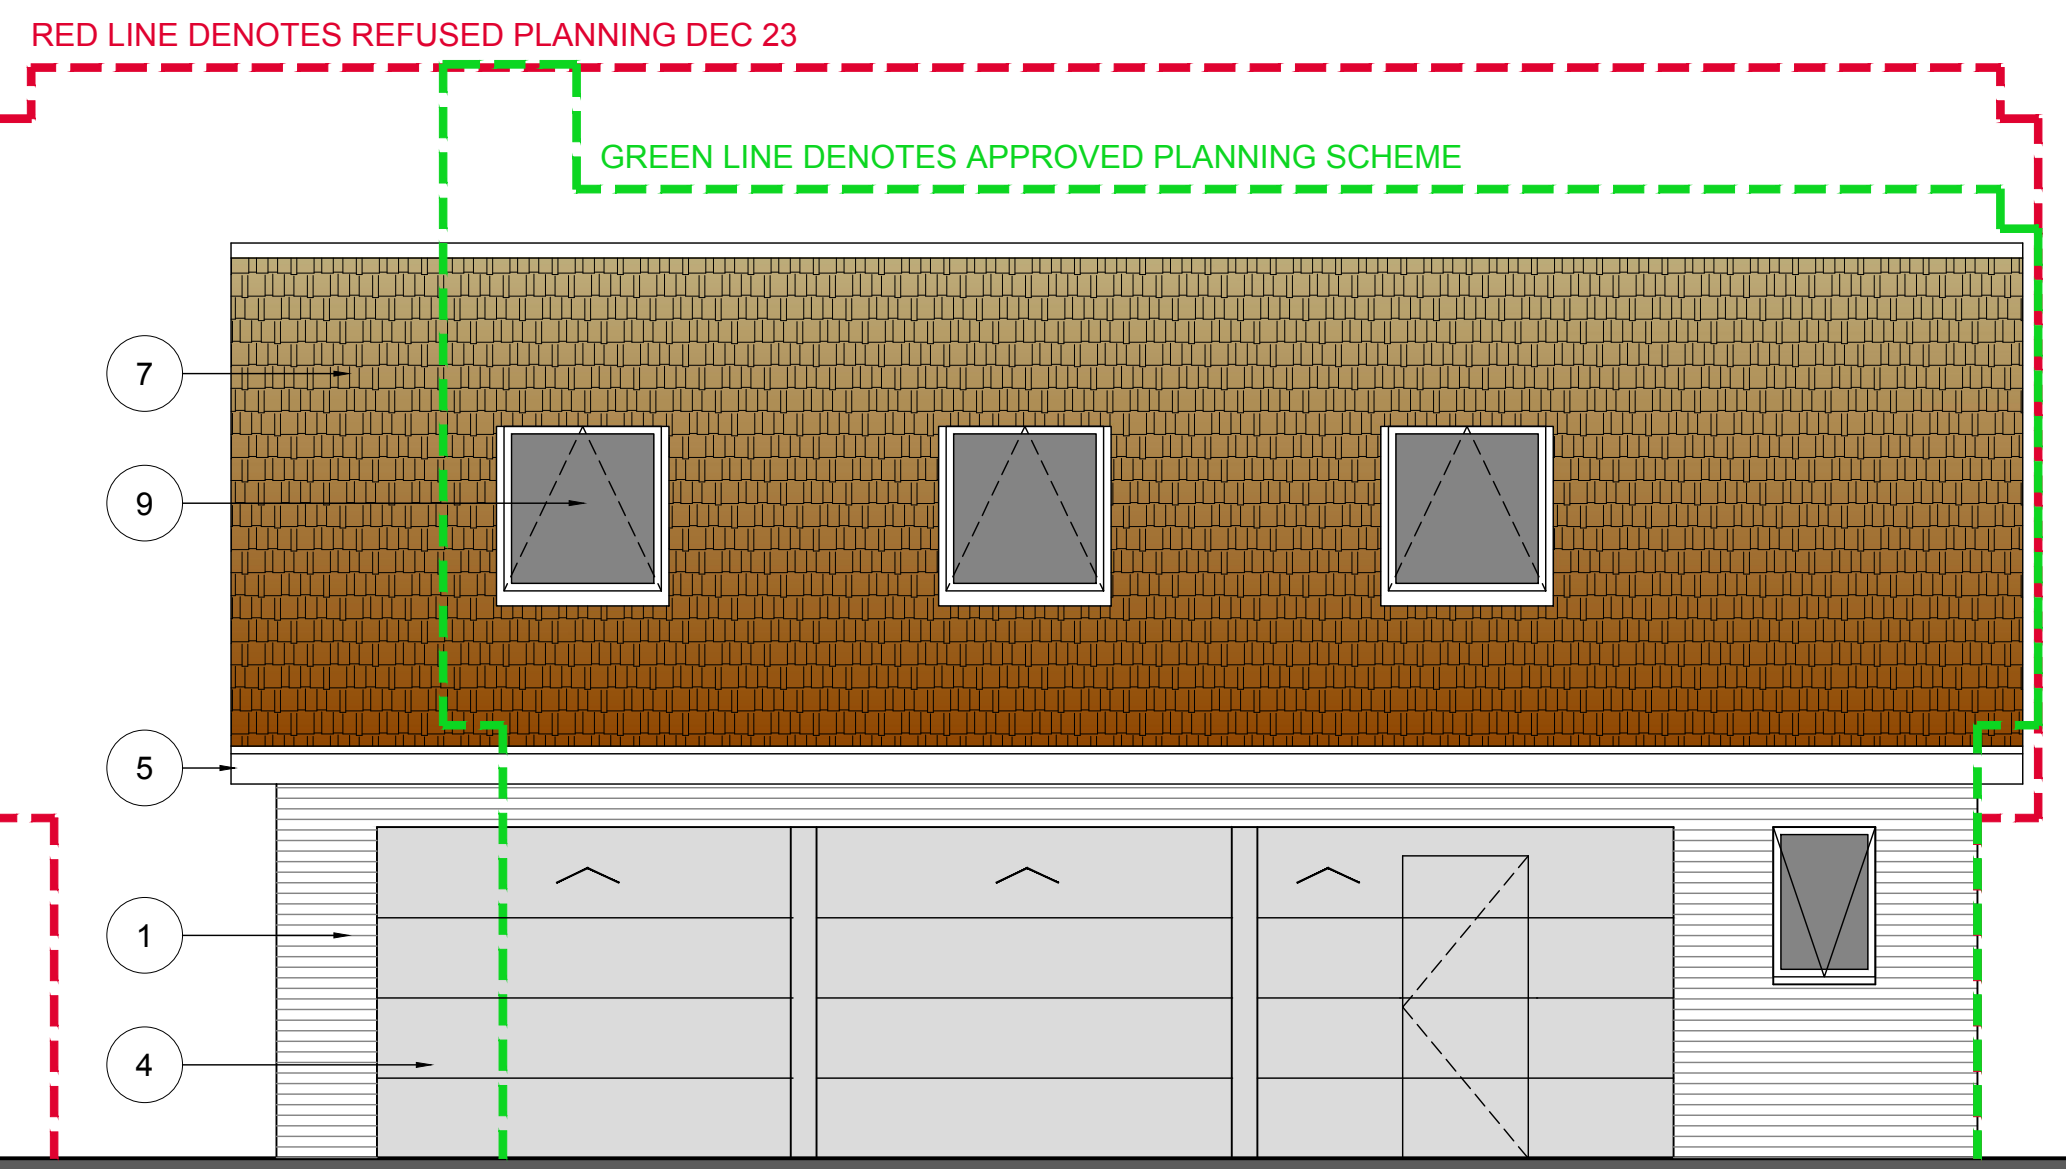 RED LINE DENOTES REFUSED PLANNING DEC 23
GREEN LINE DENOTES APPROVED PLANNING SCHEME
7
9
5
1
4